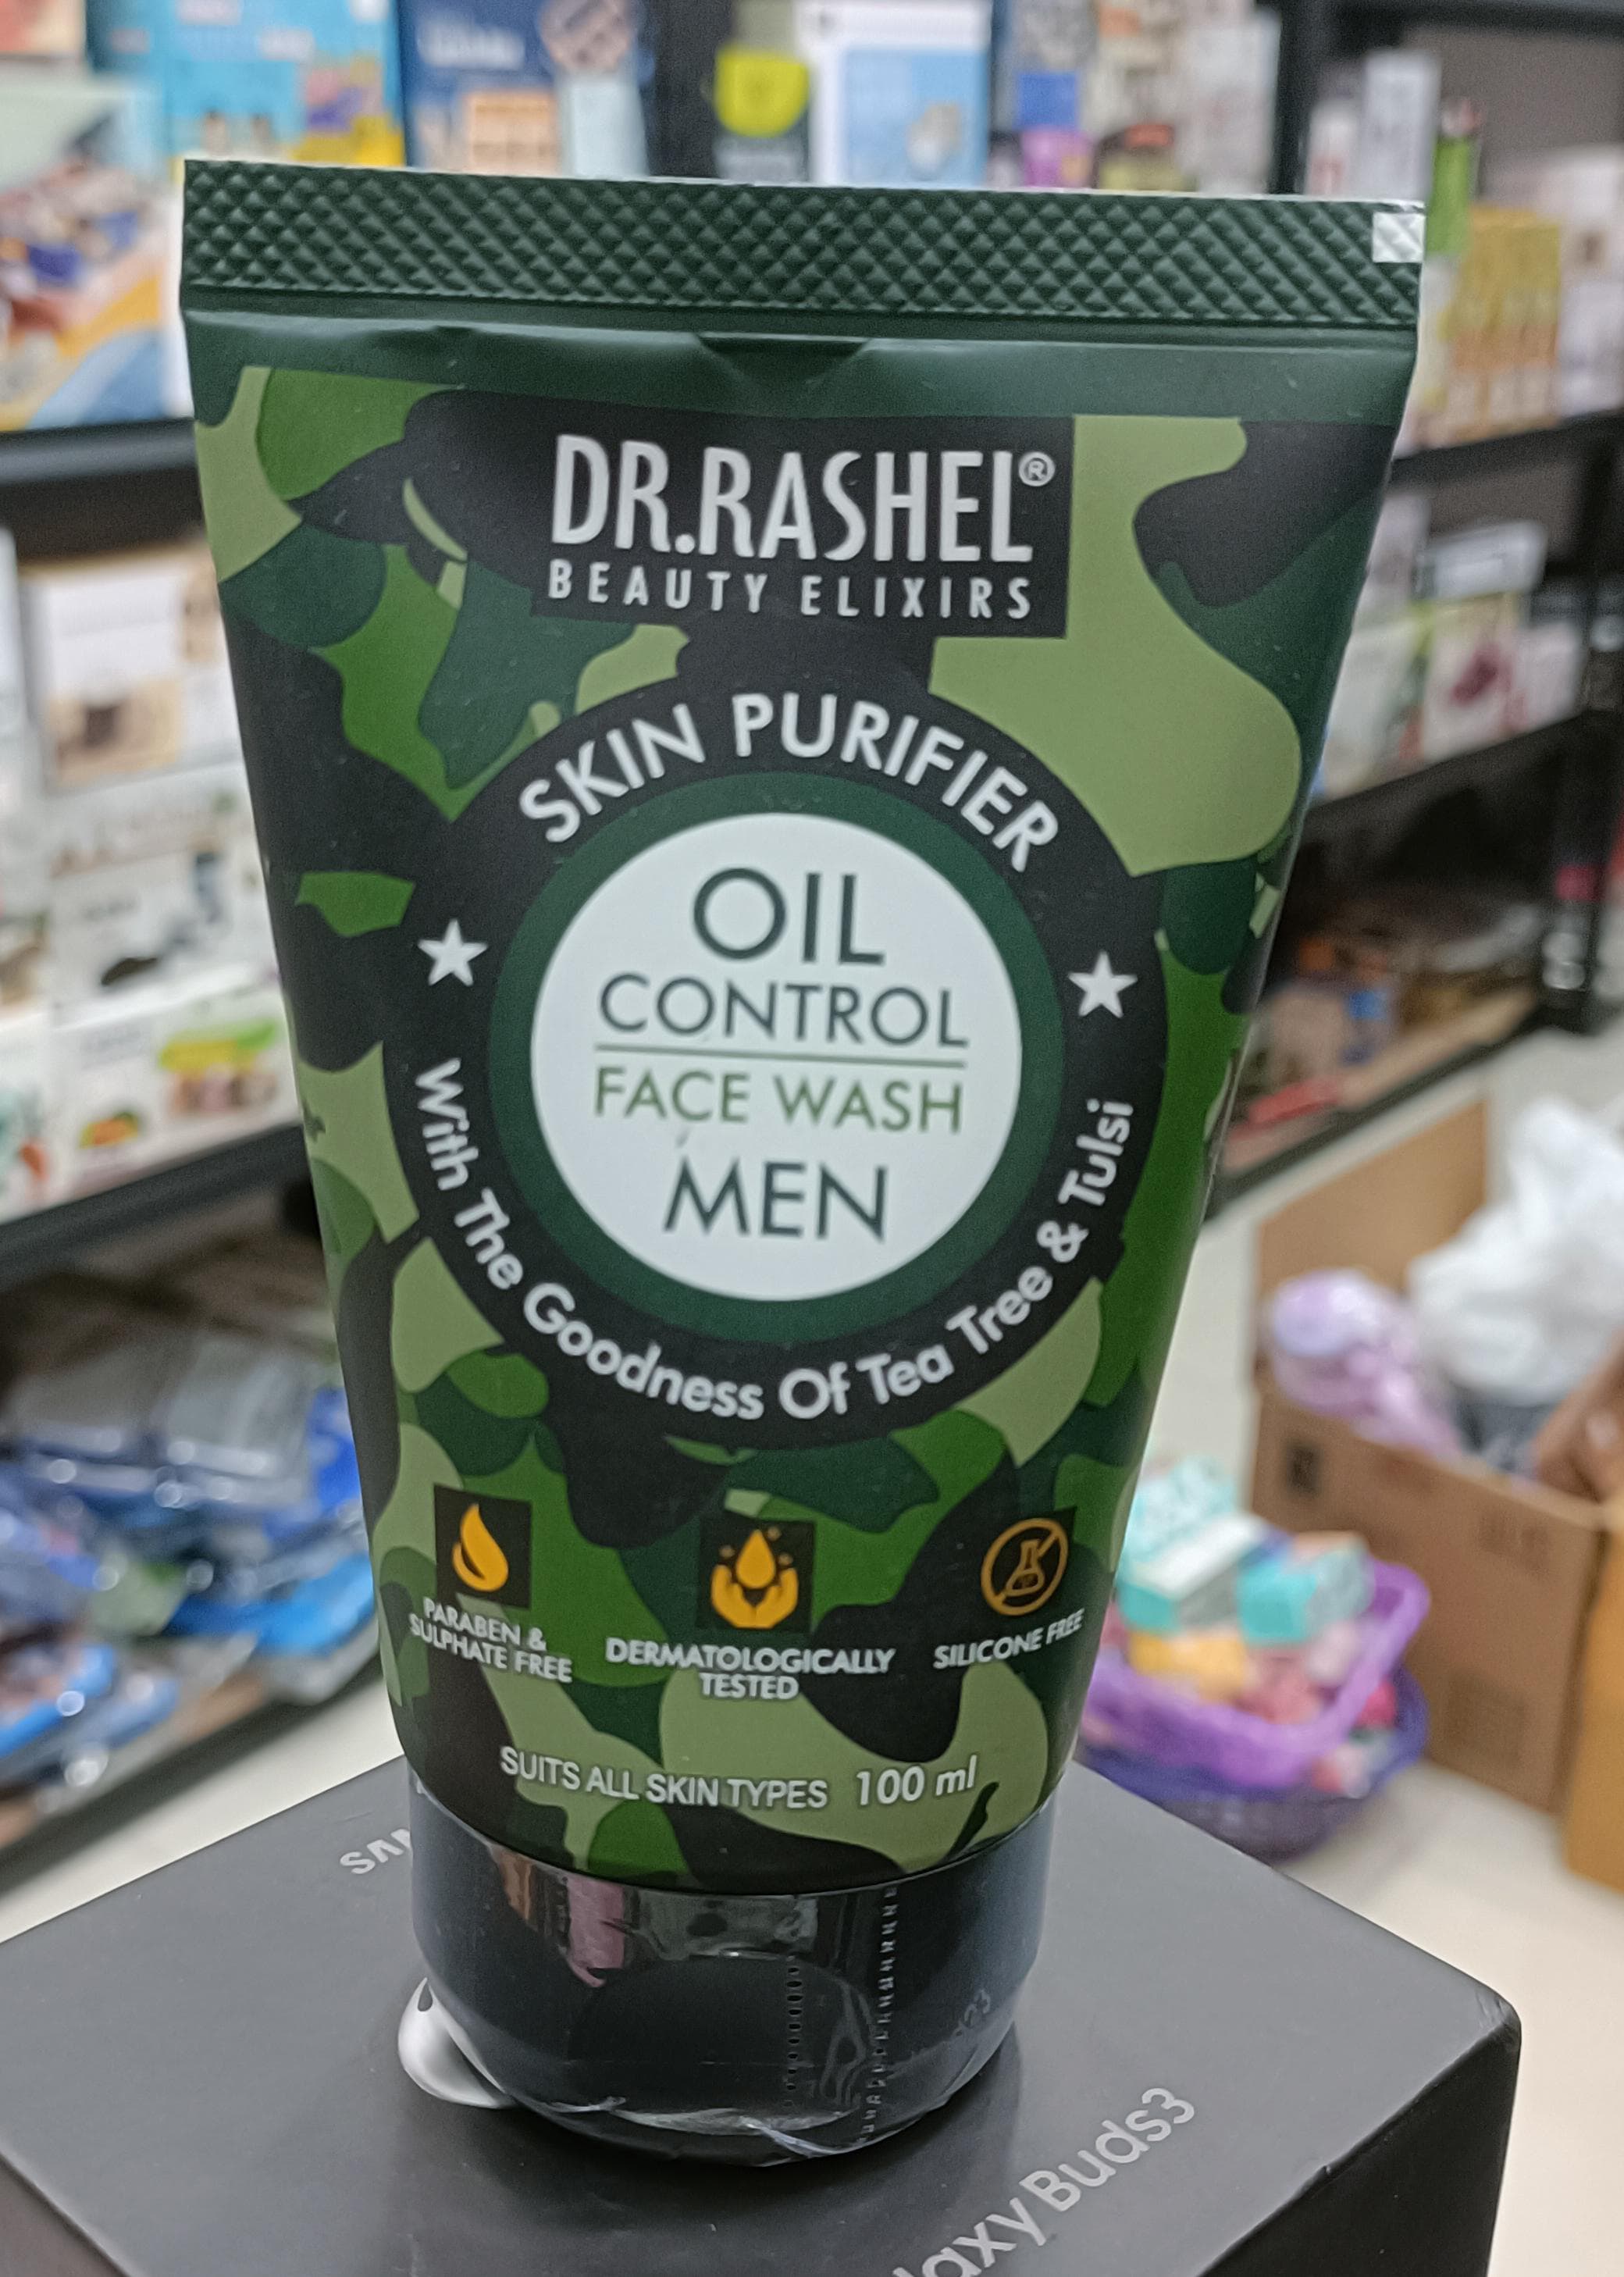 DR.RASHEL®
BEAUTY ELIXIRS
SKIN PURIFIER
OIL
CONTROL
FACE WASH
MEN
With The Goodness Of Tea Tree & Tulsi
PARABEN &
SULPHATE FREE
DERMATOLOGICALLY
TESTED
SILICONE FREE
SUITS ALL SKIN TYPES 100 ml
Buds3